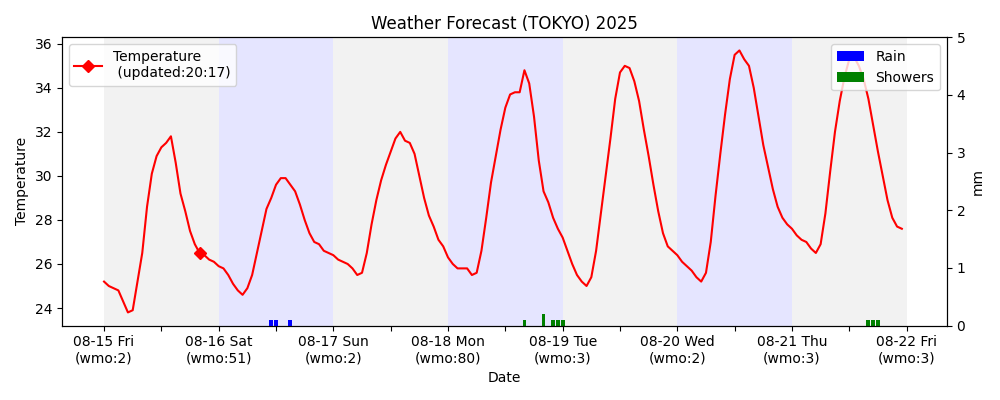 Weather Forecast (TOKYO) 2025
Temperature
(updated:20:17)
Rain
Showers
36
34
32
30
28
26
24
Temperature
5
4
3
2
1
0
mm
08-15 Fri
(wmo:2)
08-16 Sat
(wmo:51)
08-17 Sun
(wmo:2)
08-18 Mon
(wmo:80)
08-19 Tue
(wmo:3)
08-20 Wed
(wmo:2)
08-21 Thu
(wmo:3)
08-22 Fri
(wmo:3)
Date